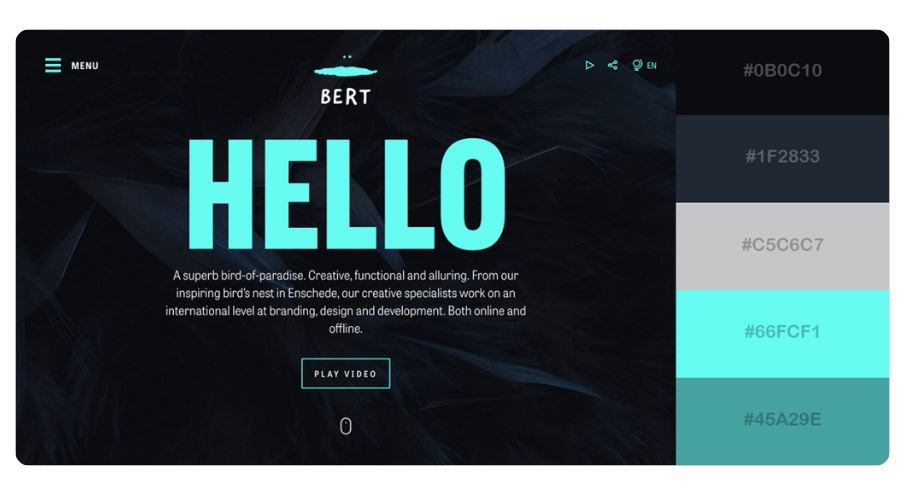 MENU
BERT
EN
HELLO
A superb bird-of-paradise. Creative, functional and alluring. From our
inspiring bird's nest in Enschede, our creative specialists work on an
international level at branding, design and development. Both online and
offline.
PLAY VIDEO
#0B0C10
#1F2833
#C5C6C7
#66FCF1
#45A29E